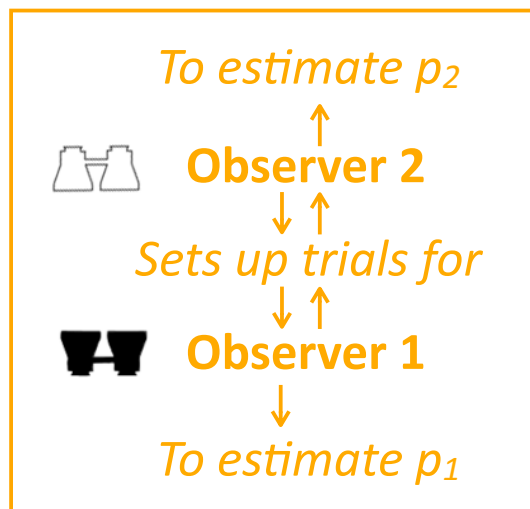 To estimate p₂
Observer 2
Sets up trials for
Observer 1
To estimate p₁